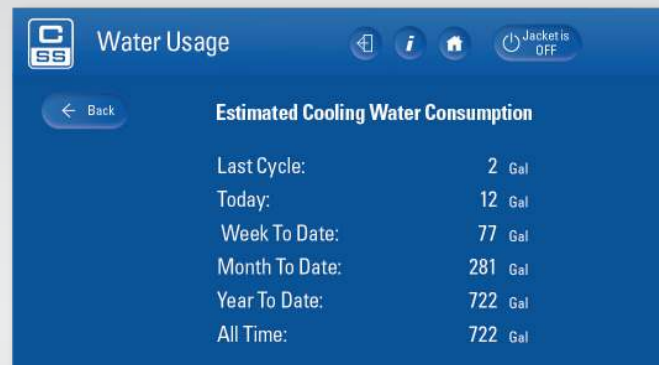 C
SS
Water Usage
i
Jacket is
OFF
← Back
Estimated Cooling Water Consumption
Last Cycle: 2 Gal
Today: 12 Gal
Week To Date: 77 Gal
Month To Date: 281 Gal
Year To Date: 722 Gal
All Time: 722 Gal